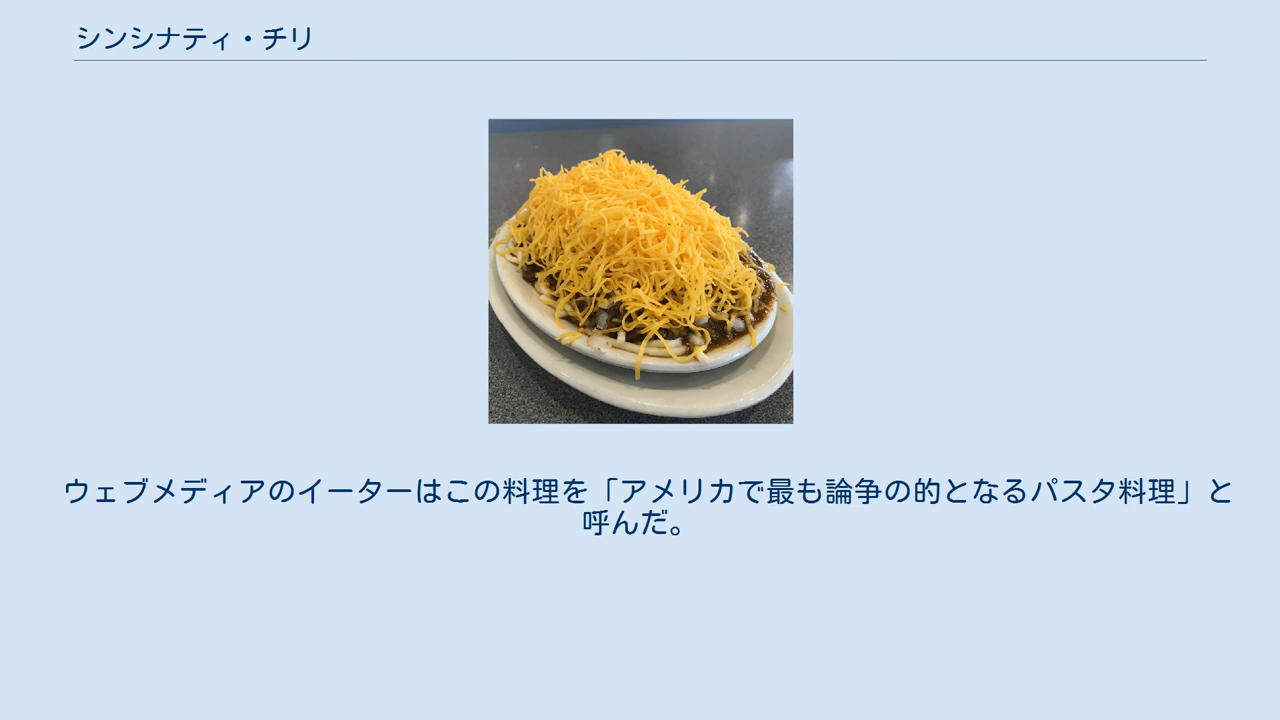 シンシナティ・チリ
ウェブメディアのイーターはこの料理を「アメリカで最も論争の的となるパスタ料理」と
呼んだ。